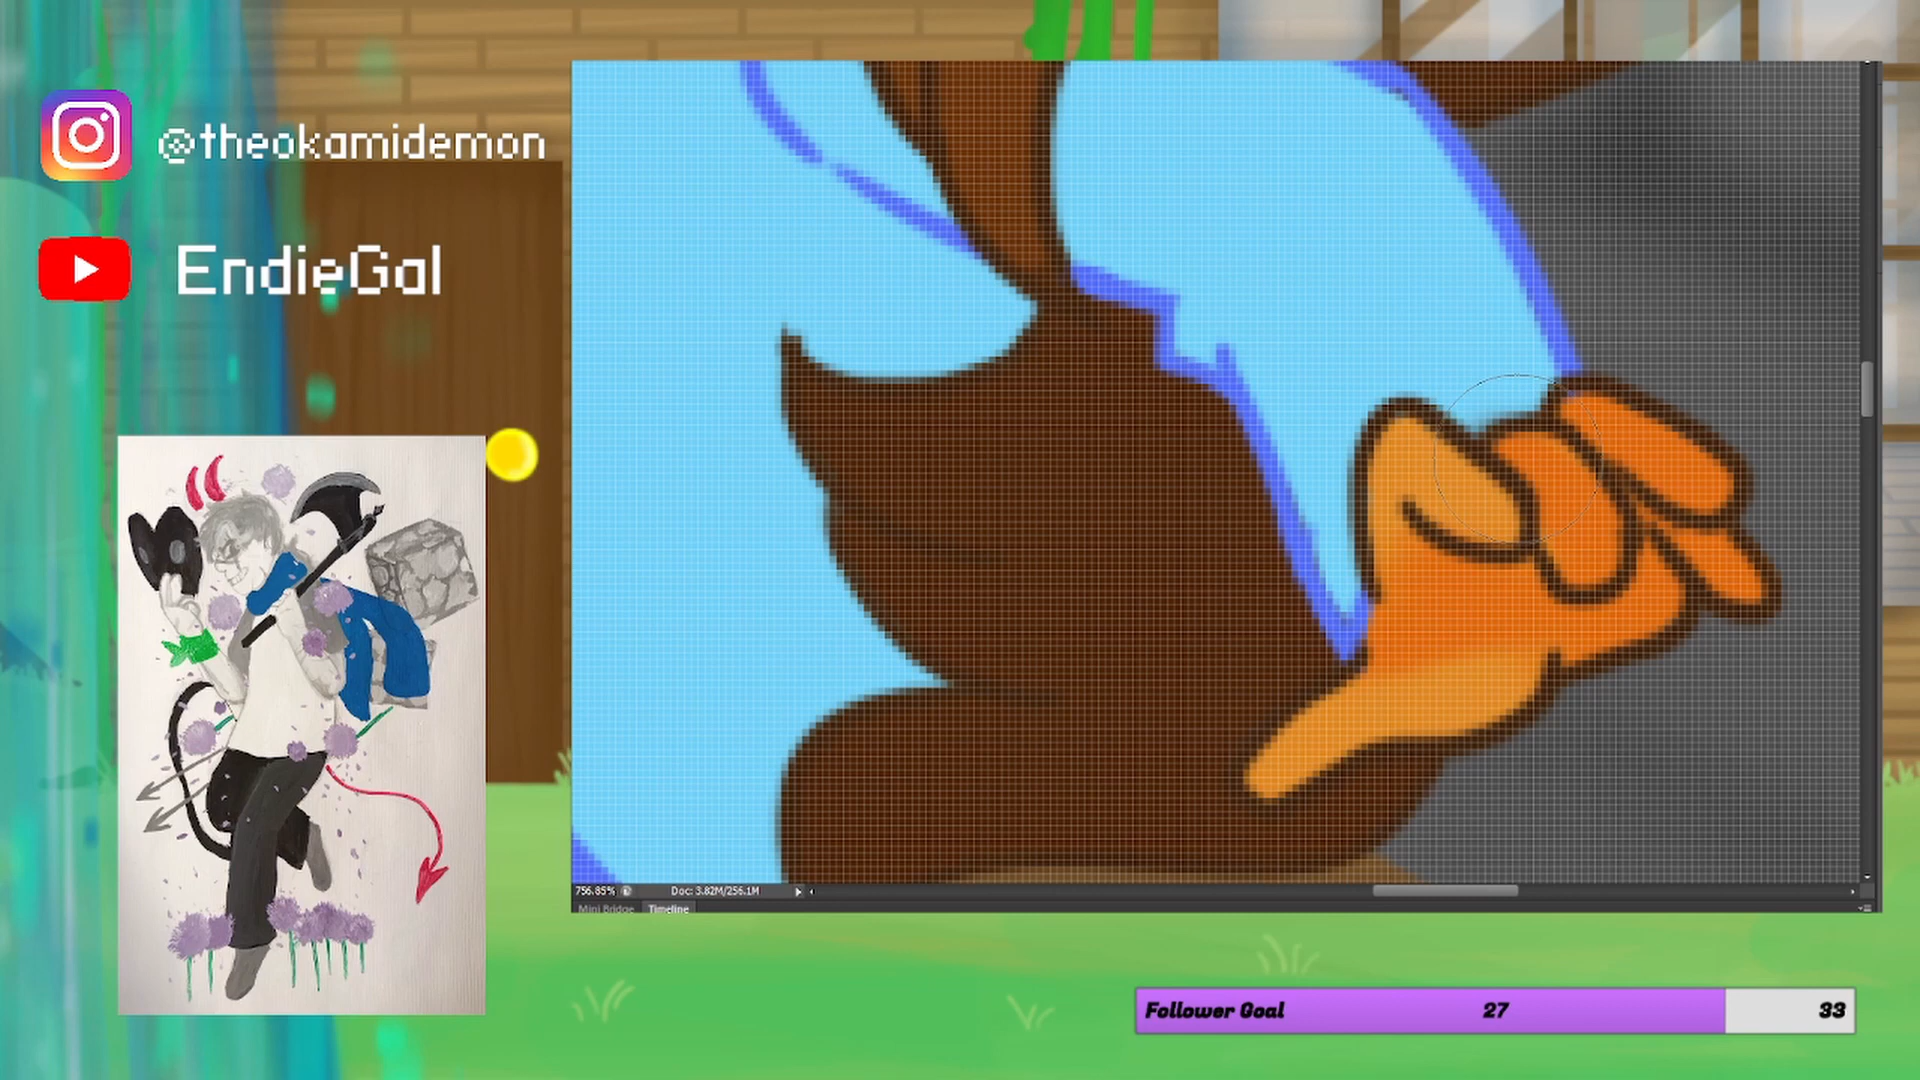 @theokamidemon
EndieGal
756.85%
Doc: 3.82M/256.1M
Mini Bridge
Timeline
Follower Goal
27
33